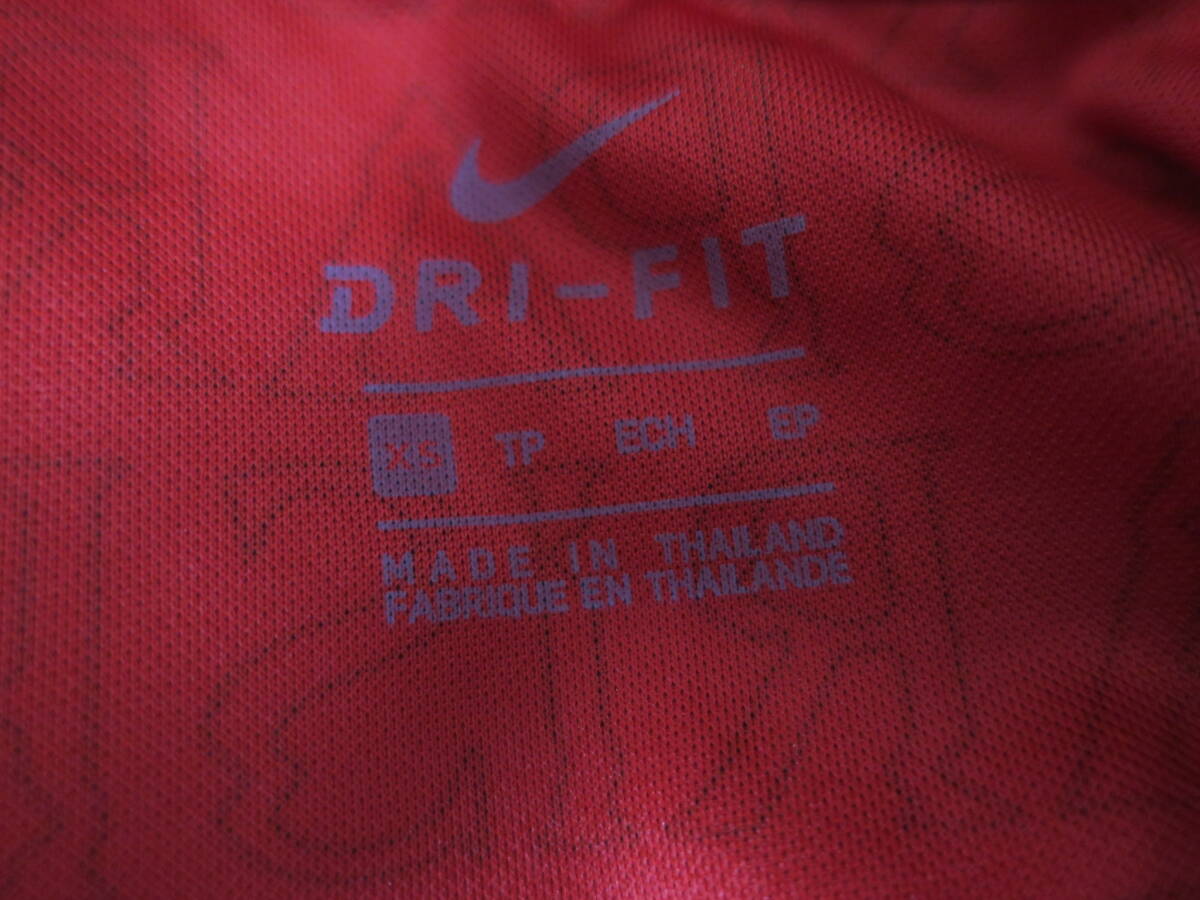 DRI-FIT
XS TP ECH EP
MADE IN THAILAND
FABRIQUE EN THAILANDE